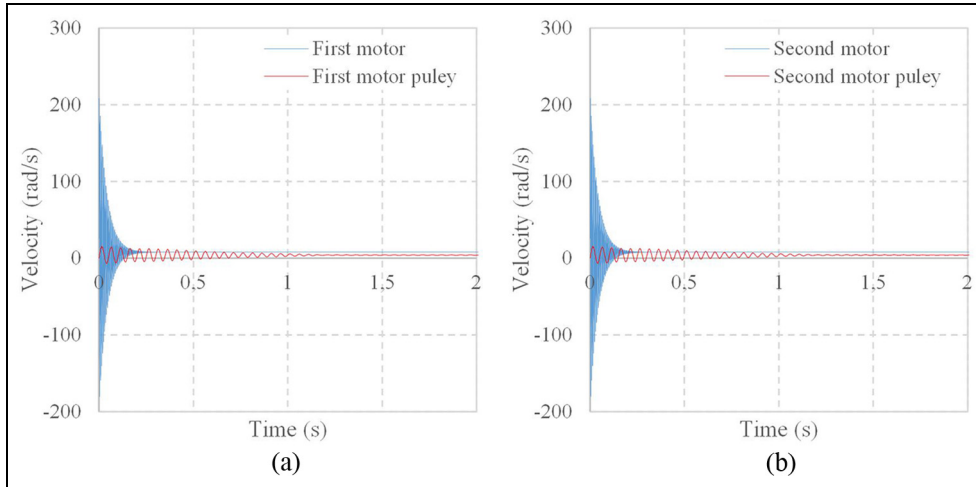 300
200
100
0
-100
-200
Velocity (rad/s)
First motor
First motor puley
0
0,5
1
1,5
2
Time (s)
(a)
300
200
100
0
-100
-200
Velocity (rad/s)
Second motor
Second motor puley
0
0,5
1
1,5
2
Time (s)
(b)